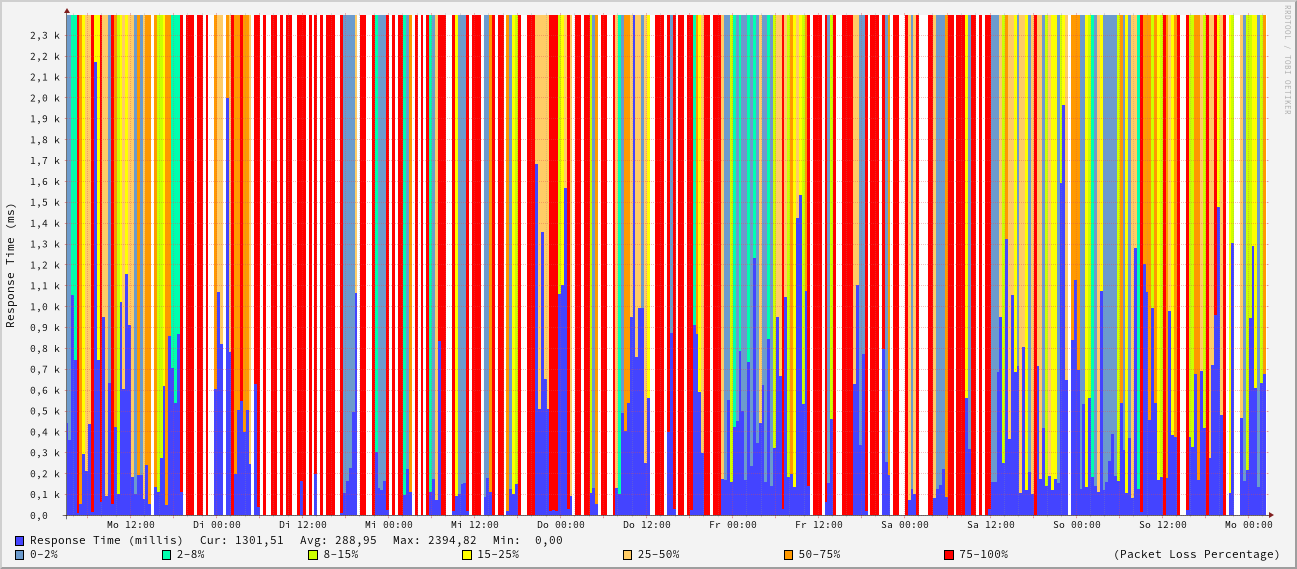 RRDTOOL / TOBI OETIKER
Response Time (ms)
2,3 k
2,2 k
2,1 k
2,0 k
1,9 k
1,8 k
1,7 k
1,6 k
1,5 k
1,4 k
1,3 k
1,2 k
1,1 k
1,0 k
0,9 k
0,8 k
0,7 k
0,6 k
0,5 k
0,4 k
0,3 k
0,2 k
0,1 k
0,0
Mo 12:00 Di 00:00 Di 12:00 Mi 00:00 Mi 12:00 Do 00:00 Do 12:00 Fr 00:00 Fr 12:00 Sa 00:00 Sa 12:00 So 00:00 So 12:00 Mo 00:00
Response Time (millis) Cur: 1301,51 Avg: 288,95 Max: 2394,82 Min: 0,00
0-2% 2-8% 8-15% 15-25% 25-50% 50-75% 75-100% (Packet Loss Percentage)